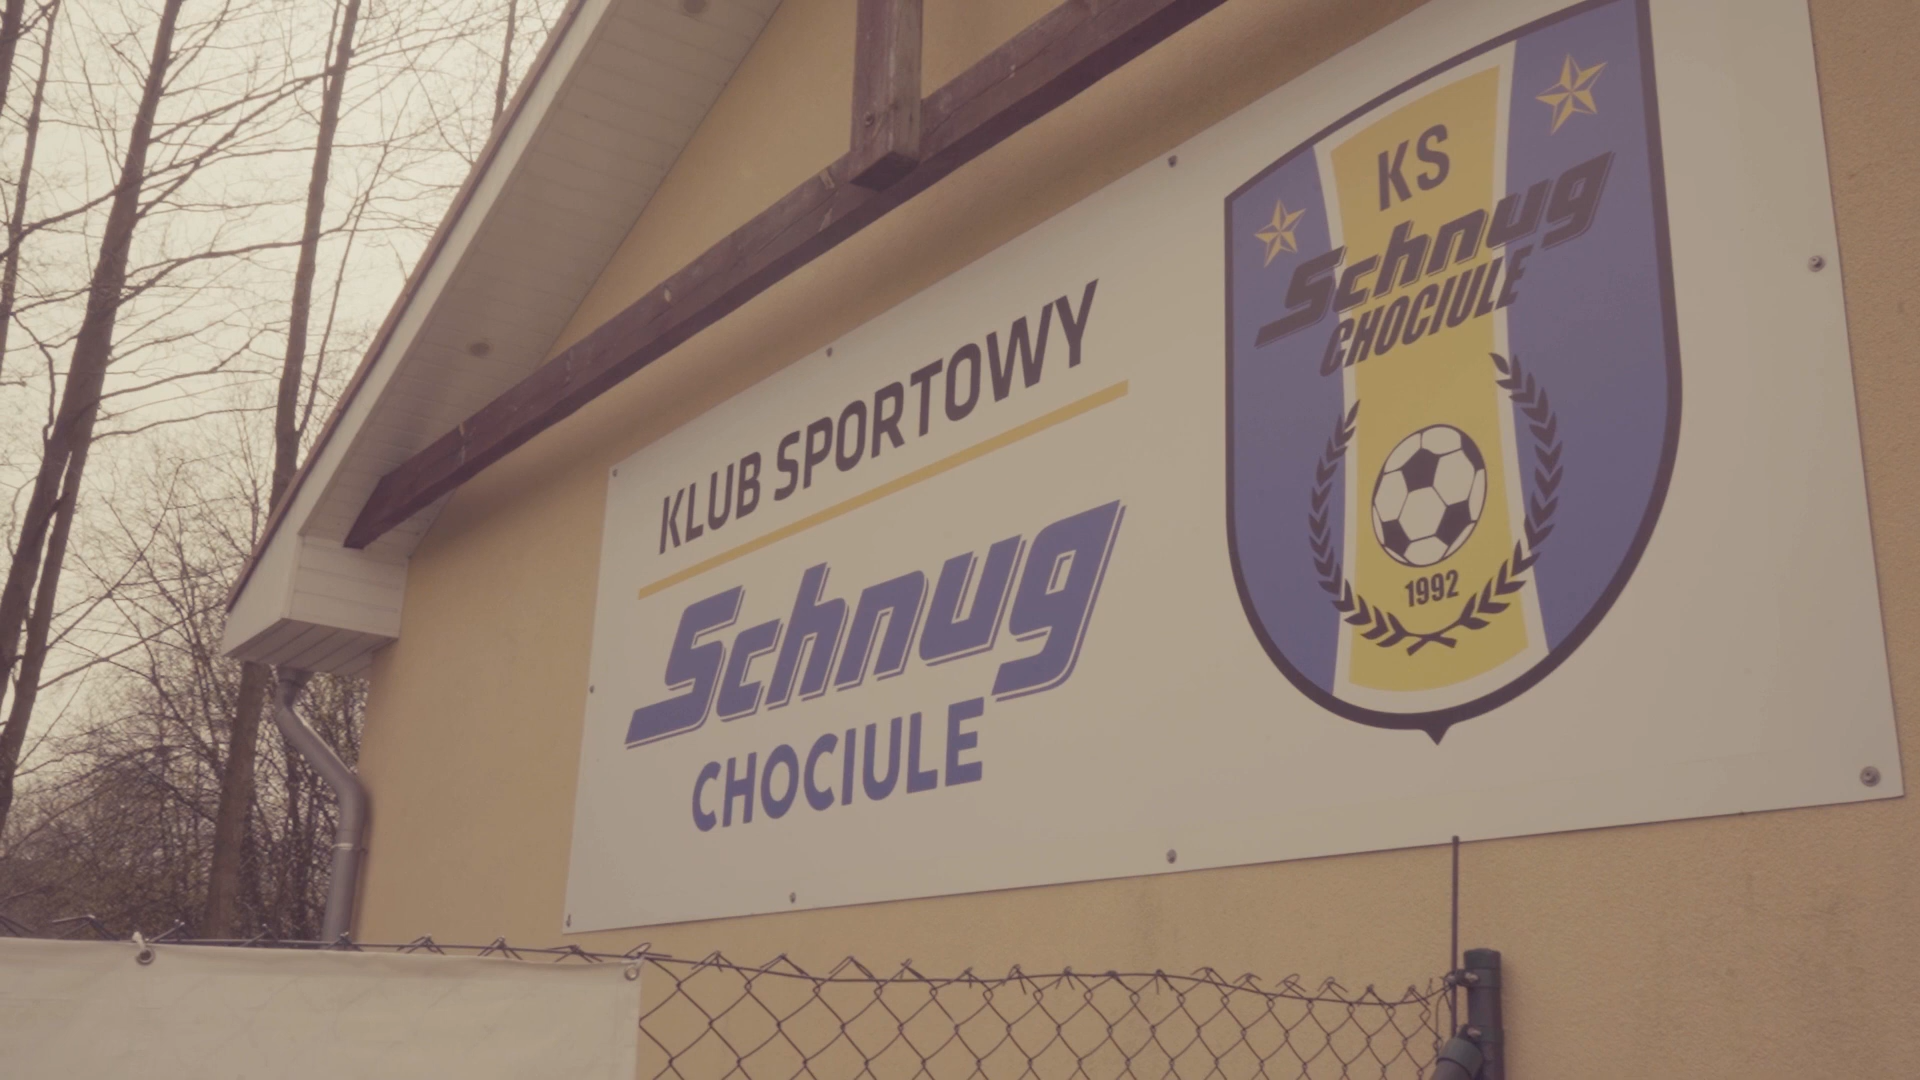 KLUB SPORTOWY
Schnug
CHOCIULE
KS
Schnug
CHOCIULE
1992